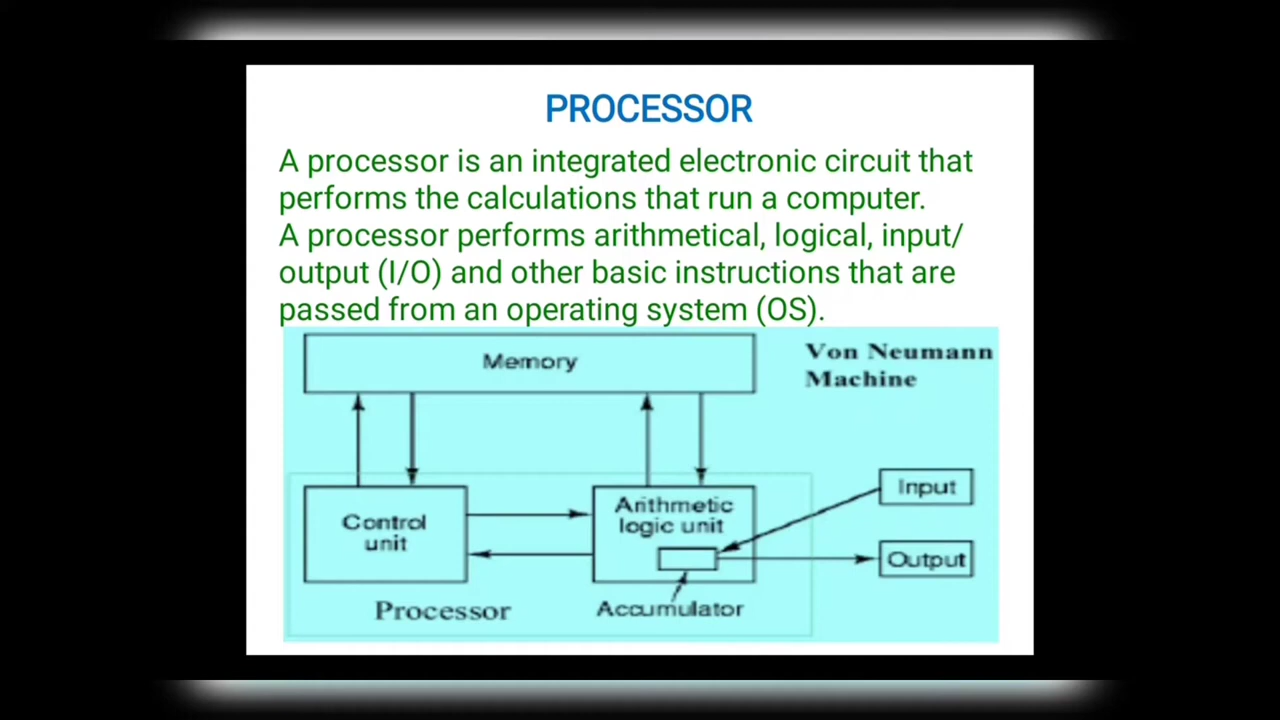 PROCESSOR
A processor is an integrated electronic circuit that
performs the calculations that run a computer.
A processor performs arithmetical, logical, input/
output (I/O) and other basic instructions that are
passed from an operating system (OS).
Memory
Von Neumann
Machine
Control
unit
Arithmetic
logic unit
Input
Output
Processor
Accumulator